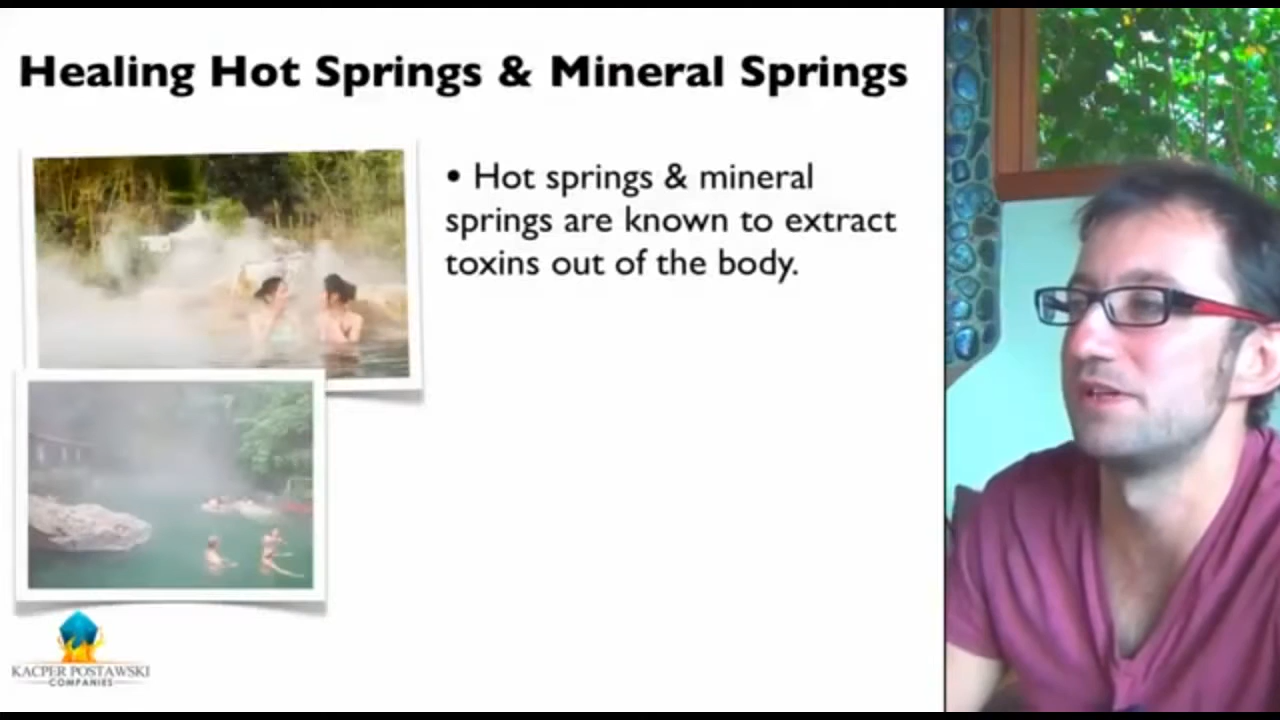 Healing Hot Springs & Mineral Springs
• Hot springs & mineral
springs are known to extract
toxins out of the body.
KACPER POSTAWSKI
COMPANIES